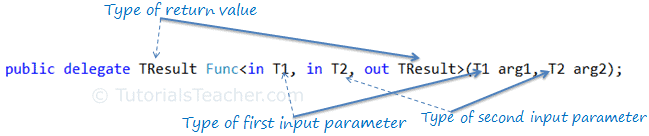 Type of return value
public delegate TResult Func<in T1, in T2, out TResult>(T1 arg1, T2 arg2);
© TutorialsTeacher.com
Type of first input parameter
Type of second input parameter